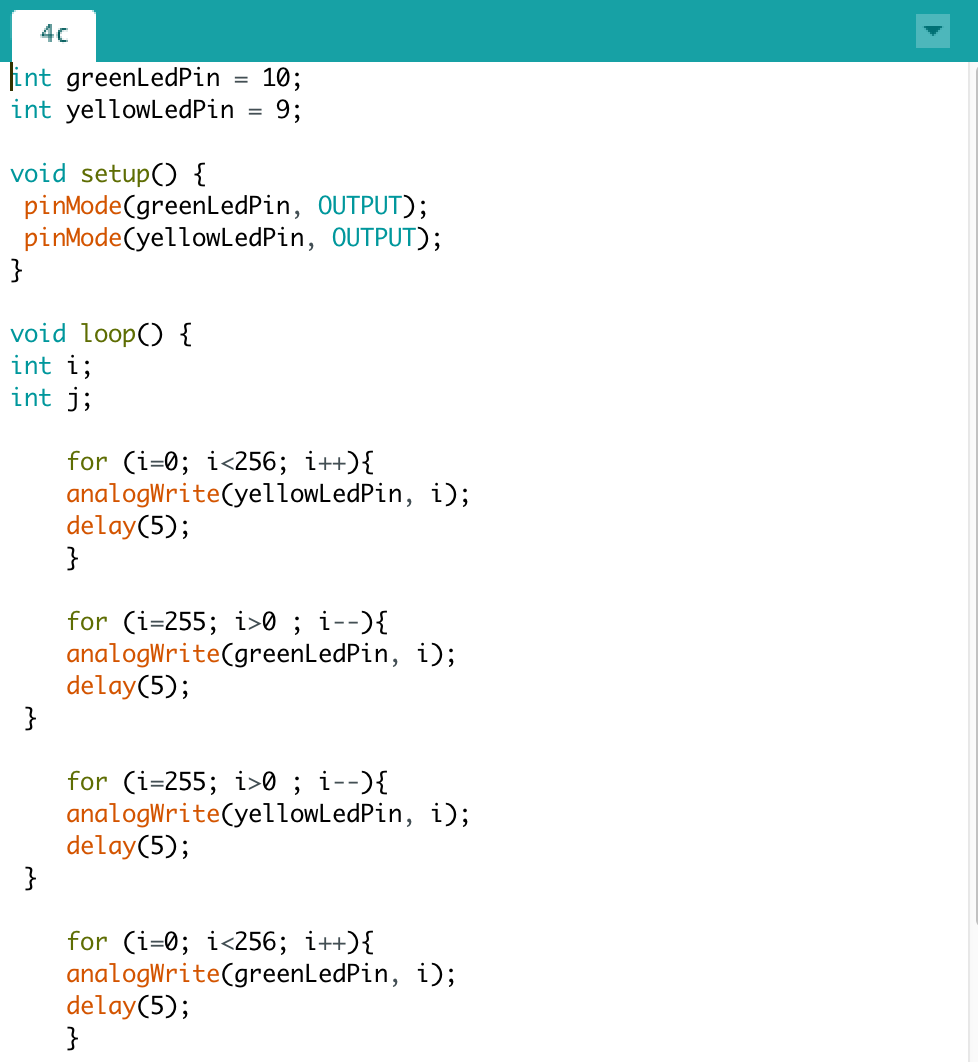 4c
int greenLedPin = 10;
int yellowLedPin = 9;
void setup() {
pinMode(greenLedPin, OUTPUT);
pinMode(yellowLedPin, OUTPUT);
}
void loop() {
int i;
int j;
for (i=0; i<256; i++){
analogWrite(yellowLedPin, i);
delay(5);
}
for (i=255; i>0 ; i--){
analogWrite(greenLedPin, i);
delay(5);
}
for (i=255; i>0 ; i--){
analogWrite(yellowLedPin, i);
delay(5);
}
for (i=0; i<256; i++){
analogWrite(greenLedPin, i);
delay(5);
}